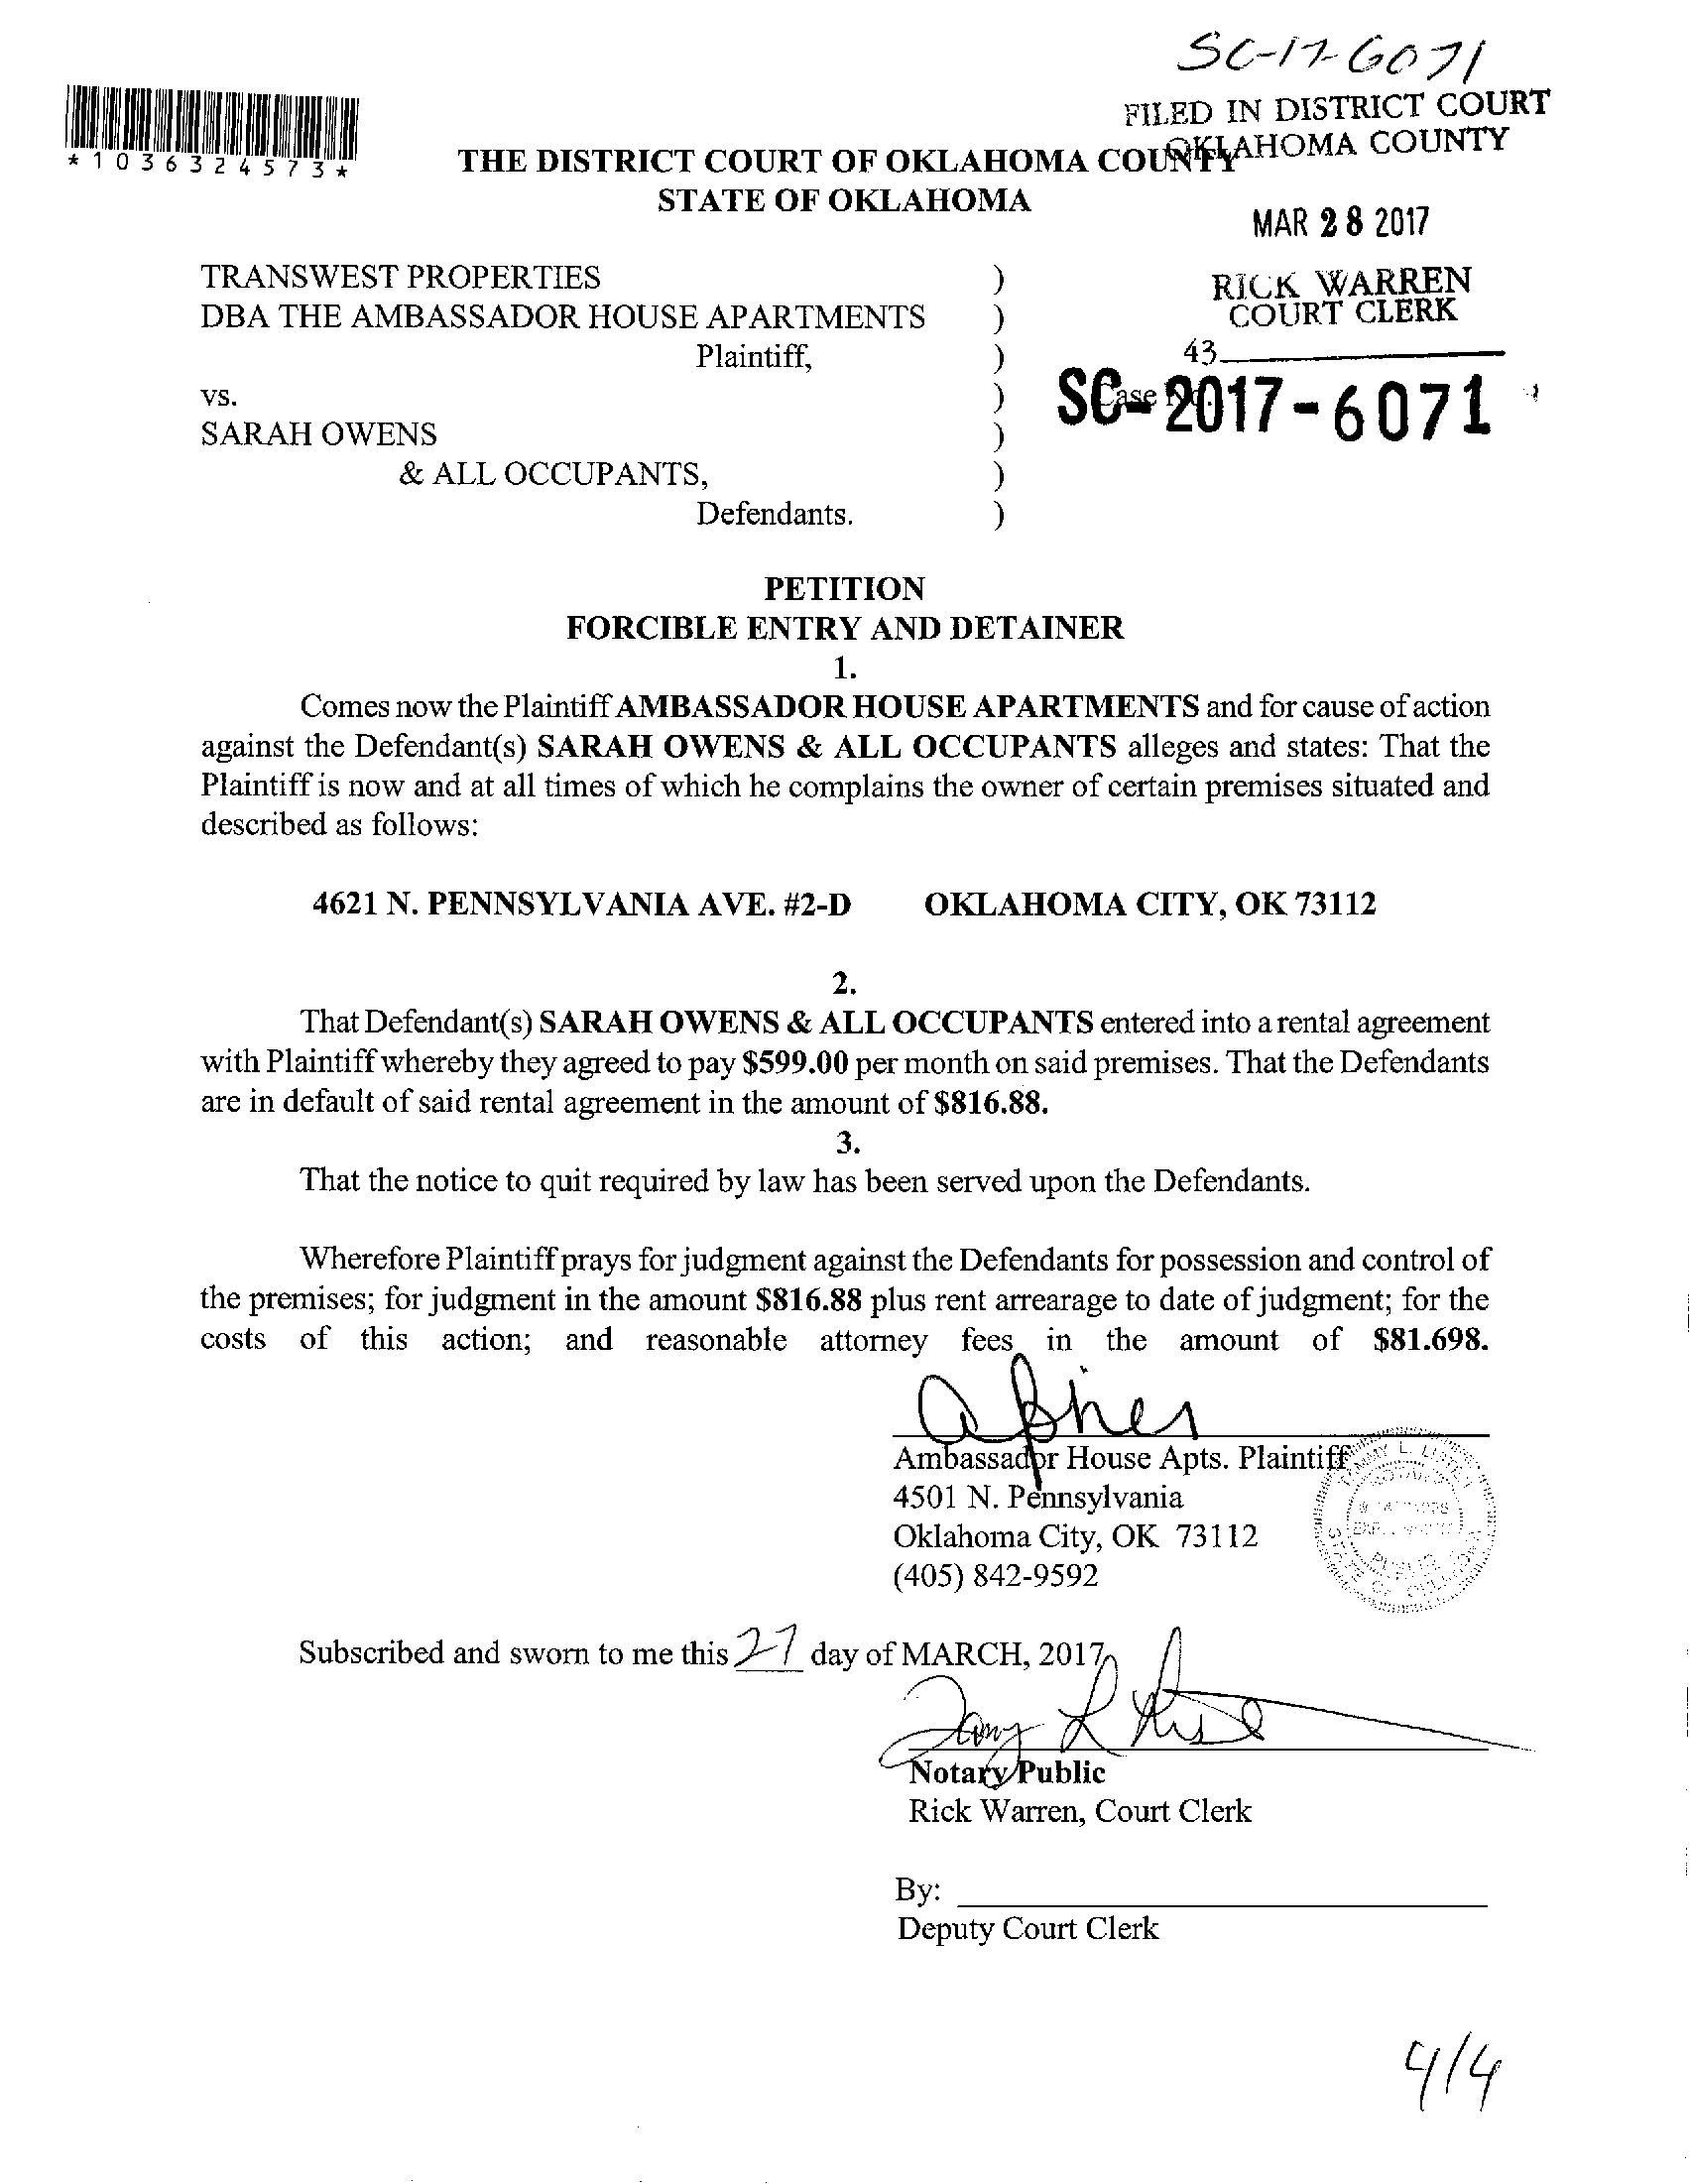 SC-17-6071
FILED IN DISTRICT COURT
OKLAHOMA COUNTY
*1036324573*
THE DISTRICT COURT OF OKLAHOMA COUNTY
STATE OF OKLAHOMA
MAR 28 2017
TRANSWEST PROPERTIES )
RICK WARREN
COURT CLERK
DBA THE AMBASSADOR HOUSE APARTMENTS )
Plaintiff, )
43
vs. ) Case No.
SC-2017-6071
SARAH OWENS )
& ALL OCCUPANTS, )
Defendants. )
PETITION
FORCIBLE ENTRY AND DETAINER
1.
Comes now the Plaintiff AMBASSADOR HOUSE APARTMENTS and for cause of action
against the Defendant(s) SARAH OWENS & ALL OCCUPANTS alleges and states: That the
Plaintiff is now and at all times of which he complains the owner of certain premises situated and
described as follows:
4621 N. PENNSYLVANIA AVE. #2-D OKLAHOMA CITY, OK 73112
2.
That Defendant(s) SARAH OWENS & ALL OCCUPANTS entered into a rental agreement
with Plaintiff whereby they agreed to pay $599.00 per month on said premises. That the Defendants
are in default of said rental agreement in the amount of $816.88.
3.
That the notice to quit required by law has been served upon the Defendants.
Wherefore Plaintiff prays for judgment against the Defendants for possession and control of
the premises; for judgment in the amount $816.88 plus rent arrearage to date of judgment; for the
costs of this action; and reasonable attorney fees in the amount of $81.698.
Ambassador House Apts. Plaintiff
4501 N. Pennsylvania
Oklahoma City, OK 73112
(405) 842-9592
STATE OF OKLAHOMA
Subscribed and sworn to me this 27 day of MARCH, 2017
Notary Public
Rick Warren, Court Clerk
By:
Deputy Court Clerk
4/4